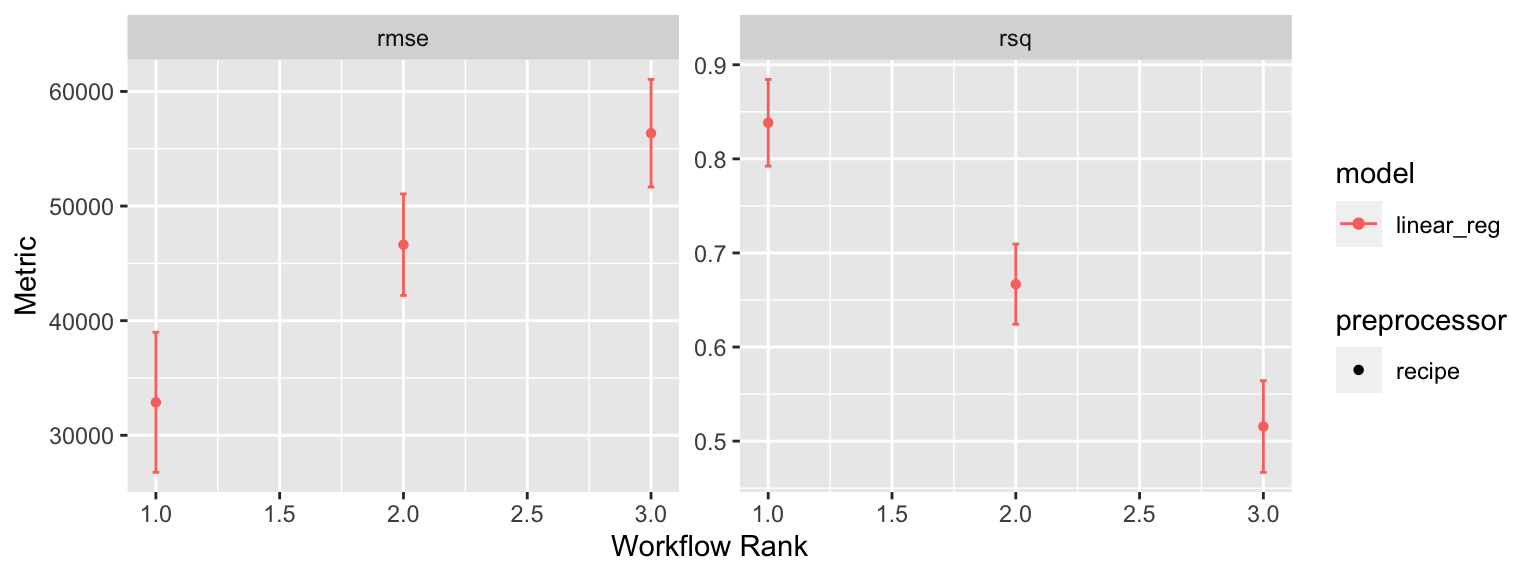 rmse
rsq
Metric
60000
50000
40000
30000
0.9
0.8
0.7
0.6
0.5
1.0 1.5 2.0 2.5 3.0
1.0 1.5 2.0 2.5 3.0
Workflow Rank
model
linear_reg
preprocessor
recipe